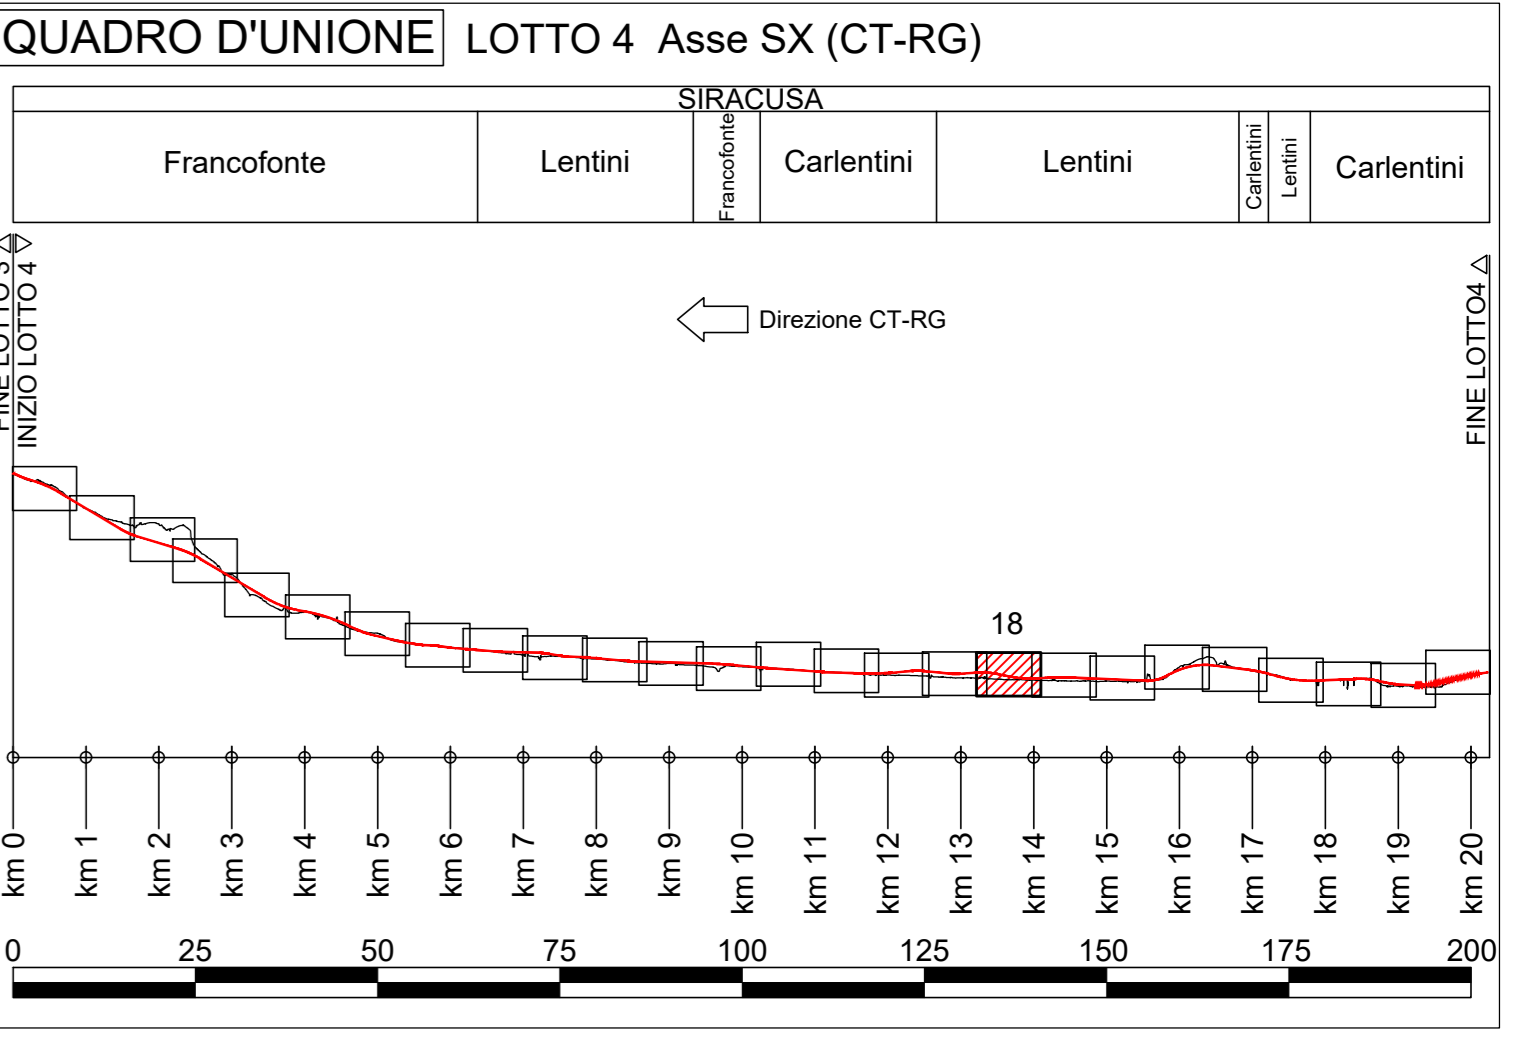 QUADRO D'UNIONE LOTTO 4 Asse SX (CT-RG)
SIRACUSA
Francofonte Lentini Francofonte Carlentini Lentini Carlentini Lentini Carlentini
FINE LOTTO 3
INIZIO LOTTO 4
Direzione CT-RG
FINE LOTTO4
18
km 0 km 1 km 2 km 3 km 4 km 5 km 6 km 7 km 8 km 9 km 10 km 11 km 12 km 13 km 14 km 15 km 16 km 17 km 18 km 19 km 20
0 25 50 75 100 125 150 175 200